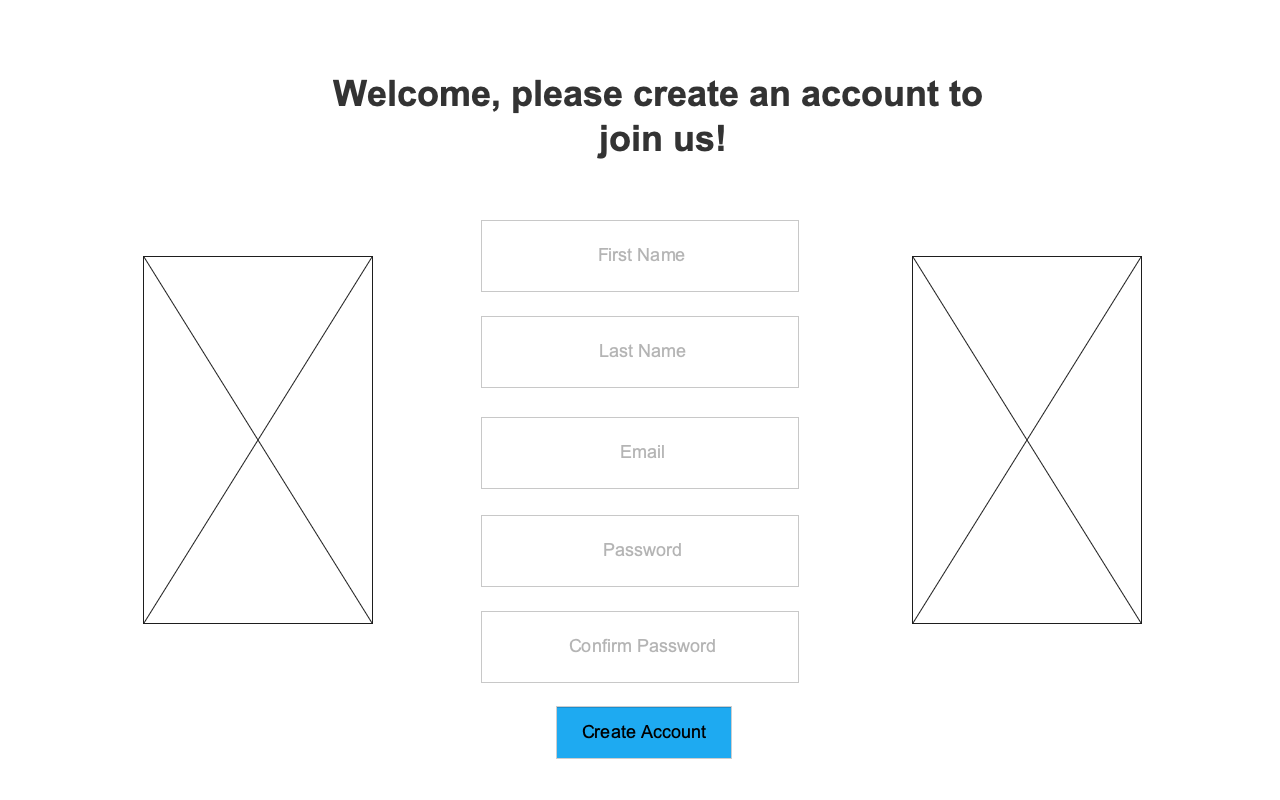 Welcome, please create an account to
join us!
First Name
Last Name
Email
Password
Confirm Password
Create Account